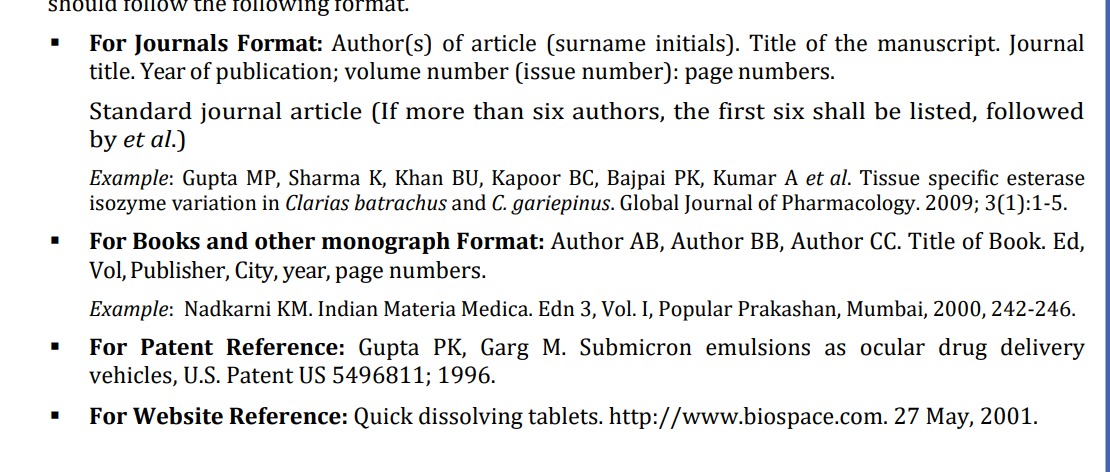 should follow the following format.
▪ For Journals Format: Author(s) of article (surname initials). Title of the manuscript. Journal
title. Year of publication; volume number (issue number): page numbers.
Standard journal article (If more than six authors, the first six shall be listed, followed
by et al.)
Example: Gupta MP, Sharma K, Khan BU, Kapoor BC, Bajpai PK, Kumar A et al. Tissue specific esterase
isozyme variation in Clarias batrachus and C. gariepinus. Global Journal of Pharmacology. 2009; 3(1):1-5.
▪ For Books and other monograph Format: Author AB, Author BB, Author CC. Title of Book. Ed,
Vol, Publisher, City, year, page numbers.
Example: Nadkarni KM. Indian Materia Medica. Edn 3, Vol. I, Popular Prakashan, Mumbai, 2000, 242-246.
▪ For Patent Reference: Gupta PK, Garg M. Submicron emulsions as ocular drug delivery
vehicles, U.S. Patent US 5496811; 1996.
▪ For Website Reference: Quick dissolving tablets. http://www.biospace.com. 27 May, 2001.